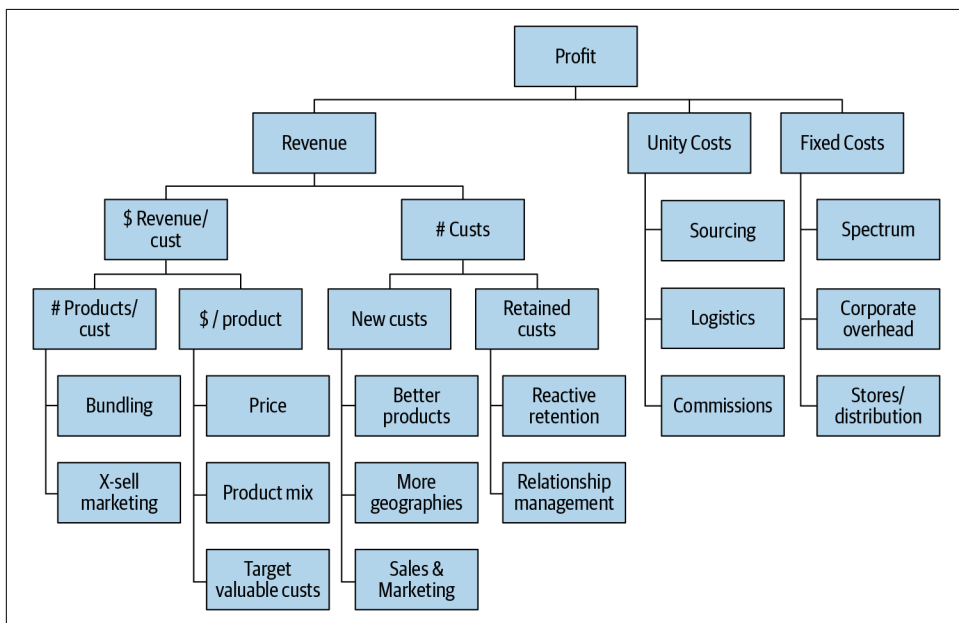 Profit
Revenue
Unity Costs
Fixed Costs
$ Revenue/
cust
# Custs
Sourcing
Spectrum
# Products/
cust
$ / product
New custs
Retained
custs
Logistics
Corporate
overhead
Bundling
Price
Better
products
Reactive
retention
Commissions
Stores/
distribution
X-sell
marketing
Product mix
More
geographies
Relationship
management
Target
valuable custs
Sales &
Marketing